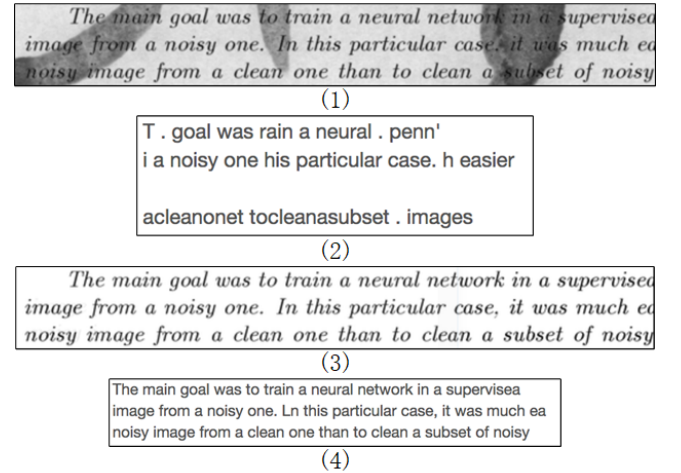 The main goal was to train a neural network in a supervised
image from a noisy one. In this particular case, it was much ea
noisy image from a clean one than to clean a subset of noisy
(1)
T . goal was rain a neural . penn'
i a noisy one his particular case. h easier
acleanonet tocleanasubset . images
(2)
The main goal was to train a neural network in a supervised
image from a noisy one. In this particular case, it was much ea
noisy image from a clean one than to clean a subset of noisy
(3)
The main goal was to train a neural network in a supervisea
image from a noisy one. Ln this particular case, it was much ea
noisy image from a clean one than to clean a subset of noisy
(4)